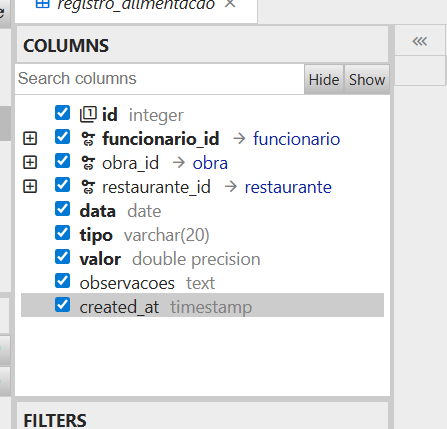 registro_alimentacao
COLUMNS
Search columns Hide Show
id integer
funcionario_id → funcionario
obra_id → obra
restaurante_id → restaurante
data date
tipo varchar(20)
valor double precision
observacoes text
created_at timestamp
FILTERS